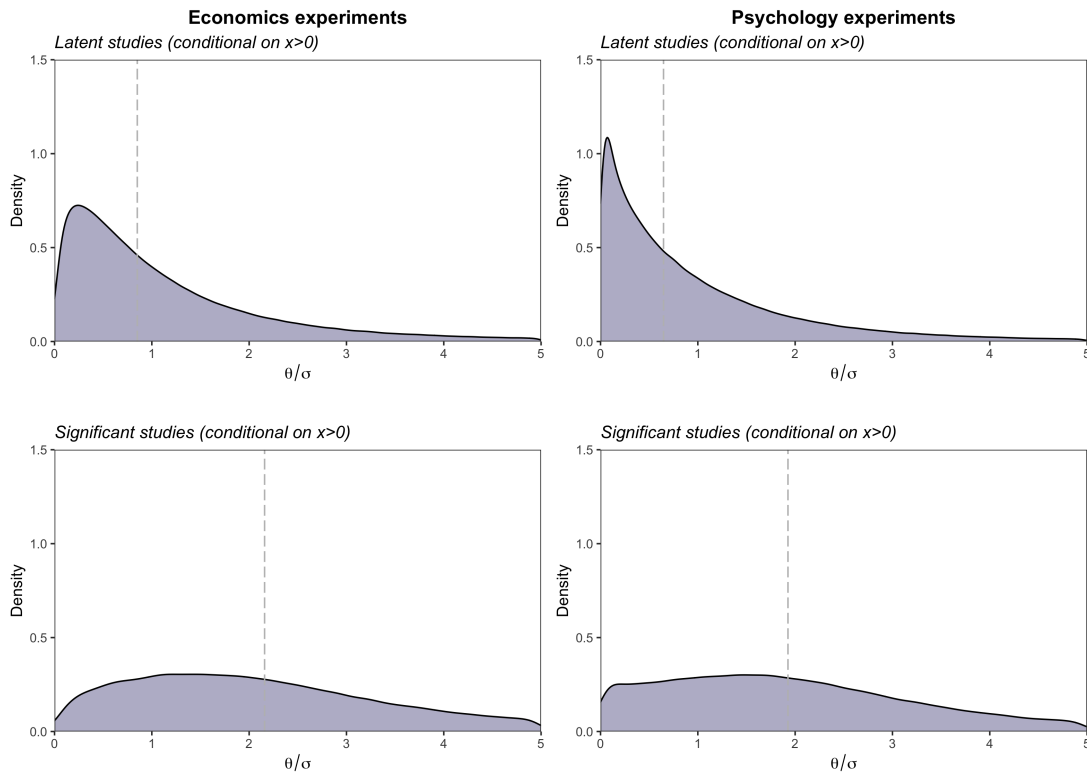 Economics experiments
Latent studies (conditional on x>0)
1.5
1.0
0.5
0.0
Density
0 1 2 3 4 5
θ/σ
Psychology experiments
Latent studies (conditional on x>0)
1.5
1.0
0.5
0.0
Density
0 1 2 3 4 5
θ/σ
Significant studies (conditional on x>0)
1.5
1.0
0.5
0.0
Density
0 1 2 3 4 5
θ/σ
Significant studies (conditional on x>0)
1.5
1.0
0.5
0.0
Density
0 1 2 3 4 5
θ/σ